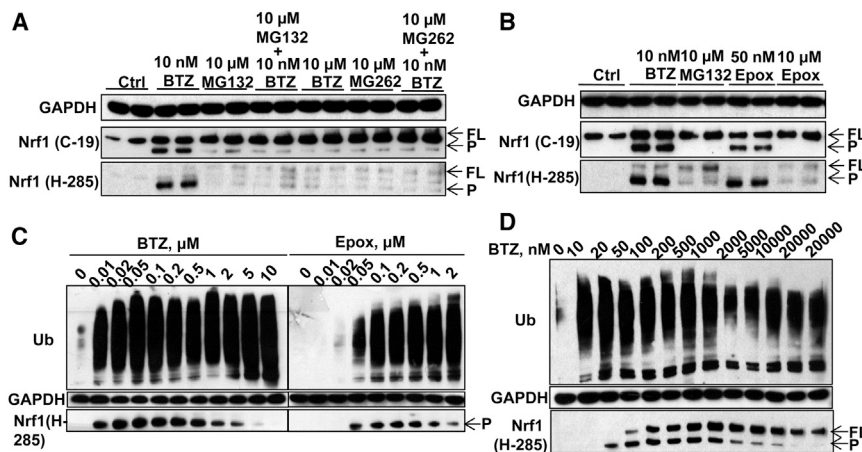 A
Ctrl
10 nM
BTZ
10 µM
MG132
10 µM
MG132
+
10 nM
BTZ
10 µM
BTZ
10 µM
MG262
10 µM
MG262
+
10 nM
BTZ
GAPDH
Nrf1 (C-19)
FL
P
Nrf1 (H-285)
FL
P
B
Ctrl
10 nM
BTZ
10 µM
MG132
50 nM
Epox
10 µM
Epox
GAPDH
Nrf1 (C-19)
FL
P
Nrf1(H-285)
FL
P
C
BTZ, µM
0 0.01 0.02 0.05 0.1 0.2 0.5 1 2 5 10
Epox, µM
0 0.01 0.02 0.05 0.1 0.2 0.5 1 2
Ub
GAPDH
Nrf1(H-
285)
P
D
BTZ, nM
0 10 20 50 100 200 500 1000 2000 5000 10000 20000 20000
Ub
GAPDH
Nrf1
(H-285)
FL
P